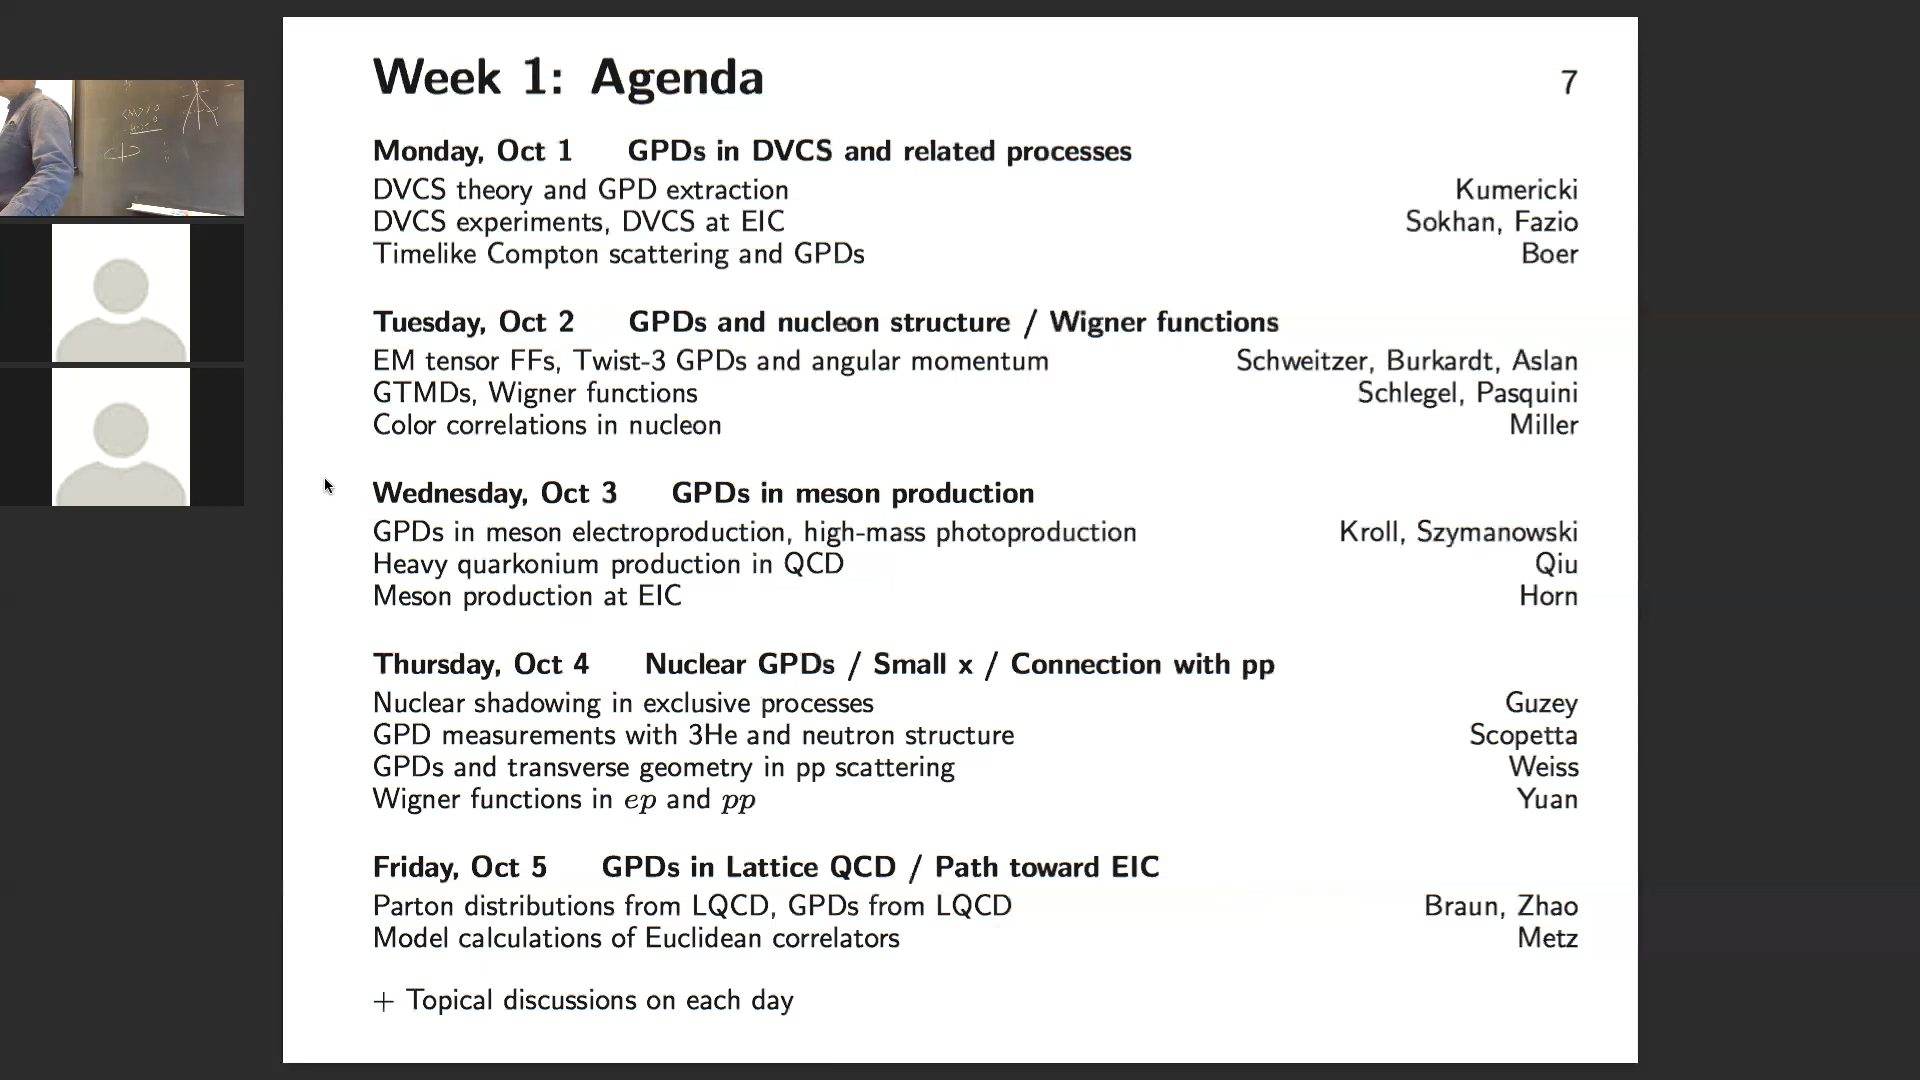 Week 1: Agenda 7
Monday, Oct 1 GPDs in DVCS and related processes
DVCS theory and GPD extraction Kumericki
DVCS experiments, DVCS at EIC Sokhan, Fazio
Timelike Compton scattering and GPDs Boer
Tuesday, Oct 2 GPDs and nucleon structure / Wigner functions
EM tensor FFs, Twist-3 GPDs and angular momentum Schweitzer, Burkardt, Aslan
GTMDs, Wigner functions Schlegel, Pasquini
Color correlations in nucleon Miller
Wednesday, Oct 3 GPDs in meson production
GPDs in meson electroproduction, high-mass photoproduction Kroll, Szymanowski
Heavy quarkonium production in QCD Qiu
Meson production at EIC Horn
Thursday, Oct 4 Nuclear GPDs / Small x / Connection with pp
Nuclear shadowing in exclusive processes Guzey
GPD measurements with 3He and neutron structure Scopetta
GPDs and transverse geometry in pp scattering Weiss
Wigner functions in ep and pp Yuan
Friday, Oct 5 GPDs in Lattice QCD / Path toward EIC
Parton distributions from LQCD, GPDs from LQCD Braun, Zhao
Model calculations of Euclidean correlators Metz
+ Topical discussions on each day